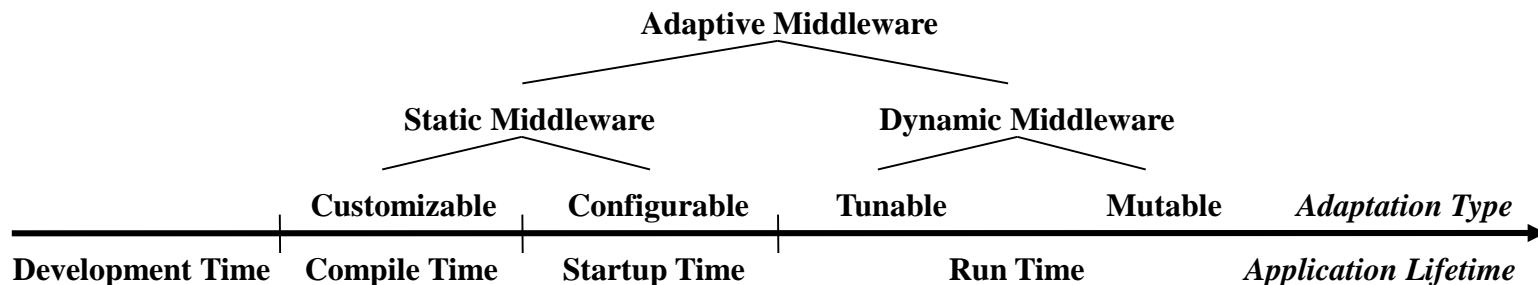 Adaptive Middleware
Static Middleware Dynamic Middleware
Customizable Configurable Tunable Mutable Adaptation Type
Development Time Compile Time Startup Time Run Time Application Lifetime